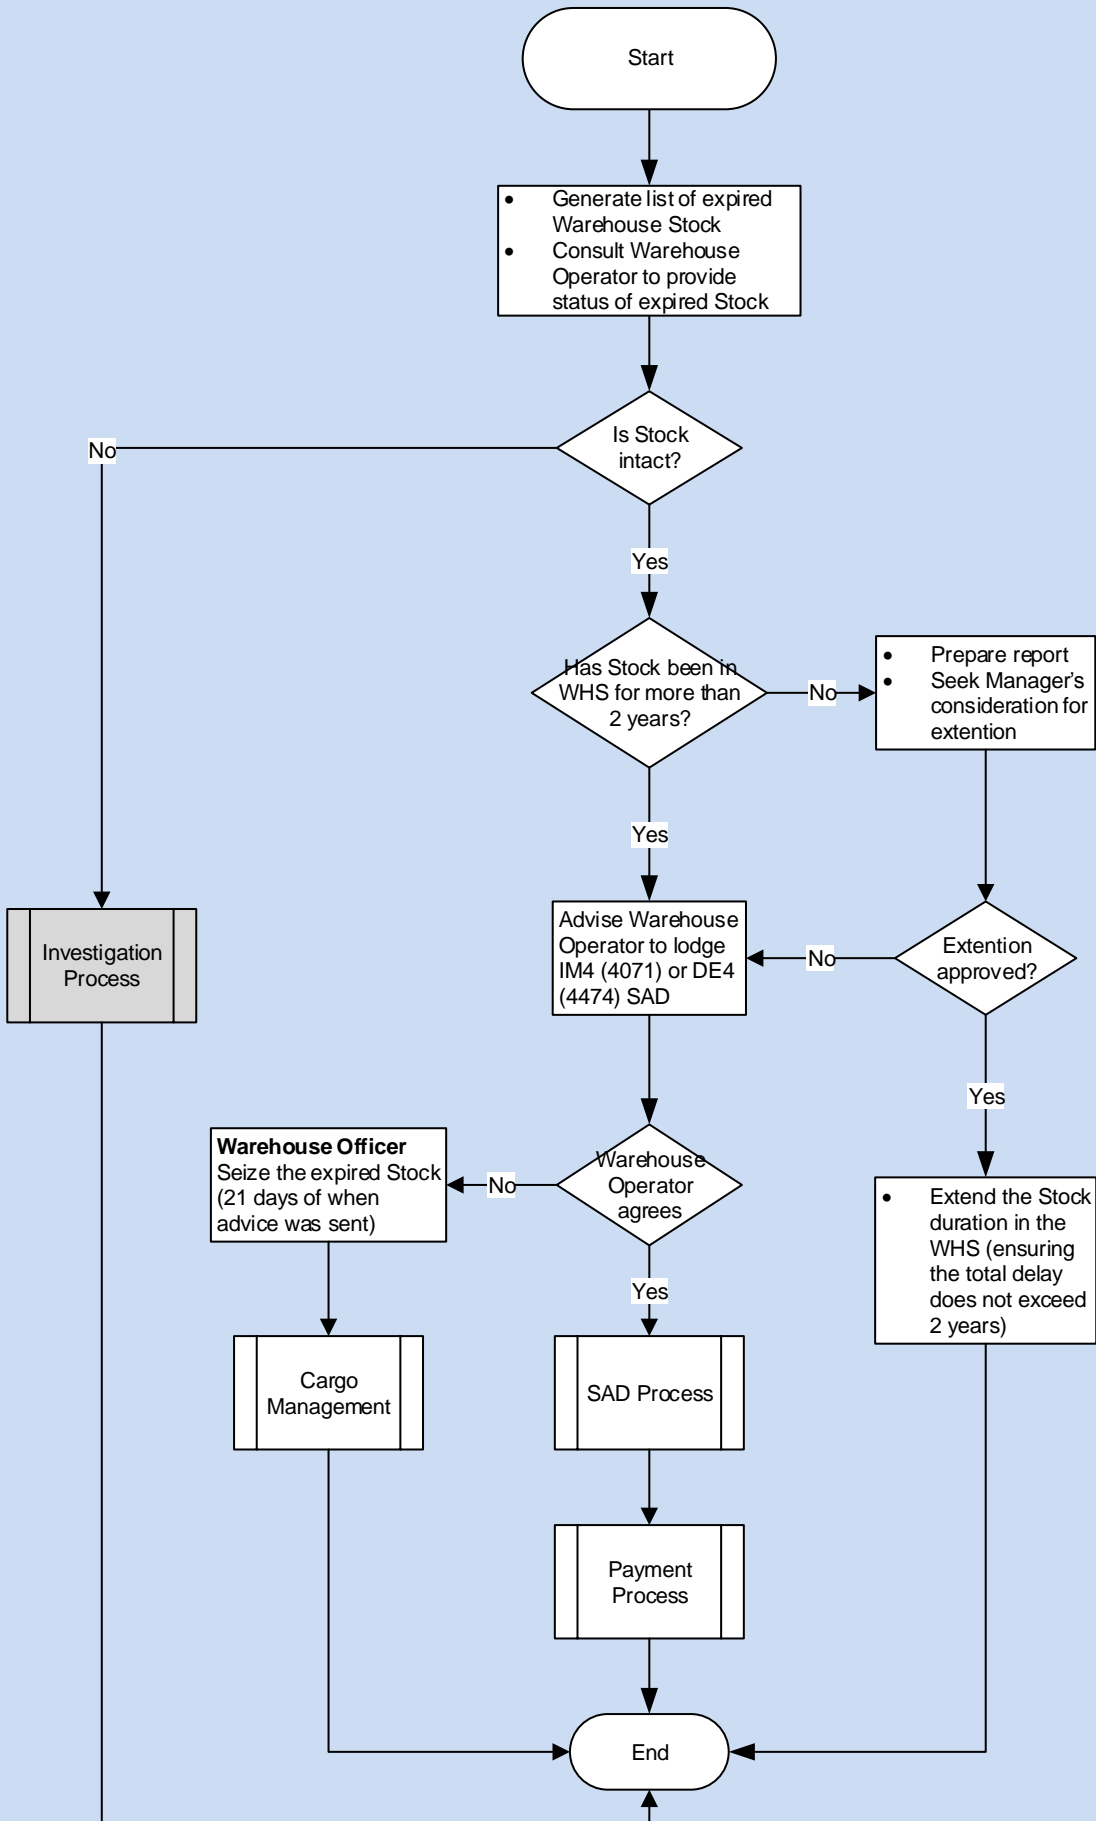 Start
• Generate list of expired
Warehouse Stock
• Consult Warehouse
Operator to provide
status of expired Stock
Is Stock
intact?
No
Yes
Has Stock been in
WHS for more than
2 years?
No
• Prepare report
• Seek Manager's
consideration for
extention
Yes
Advise Warehouse
Operator to lodge
IM4 (4071) or DE4
(4474) SAD
No
Extention
approved?
Investigation
Process
Yes
Warehouse Officer
Seize the expired Stock
(21 days of when
advice was sent)
No
Warehouse
Operator
agrees
• Extend the Stock
duration in the
WHS (ensuring
the total delay
does not exceed
2 years)
Yes
Cargo
Management
SAD Process
Payment
Process
End